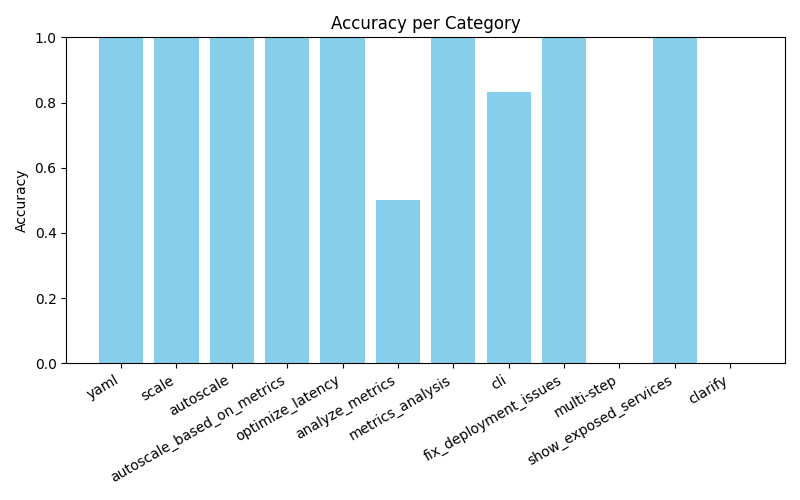 Accuracy per Category
Accuracy
1.0
0.8
0.6
0.4
0.2
0.0
yaml
scale
autoscale
autoscale_based_on_metrics
optimize_latency
analyze_metrics
metrics_analysis
cli
fix_deployment_issues
multi-step
show_exposed_services
clarify